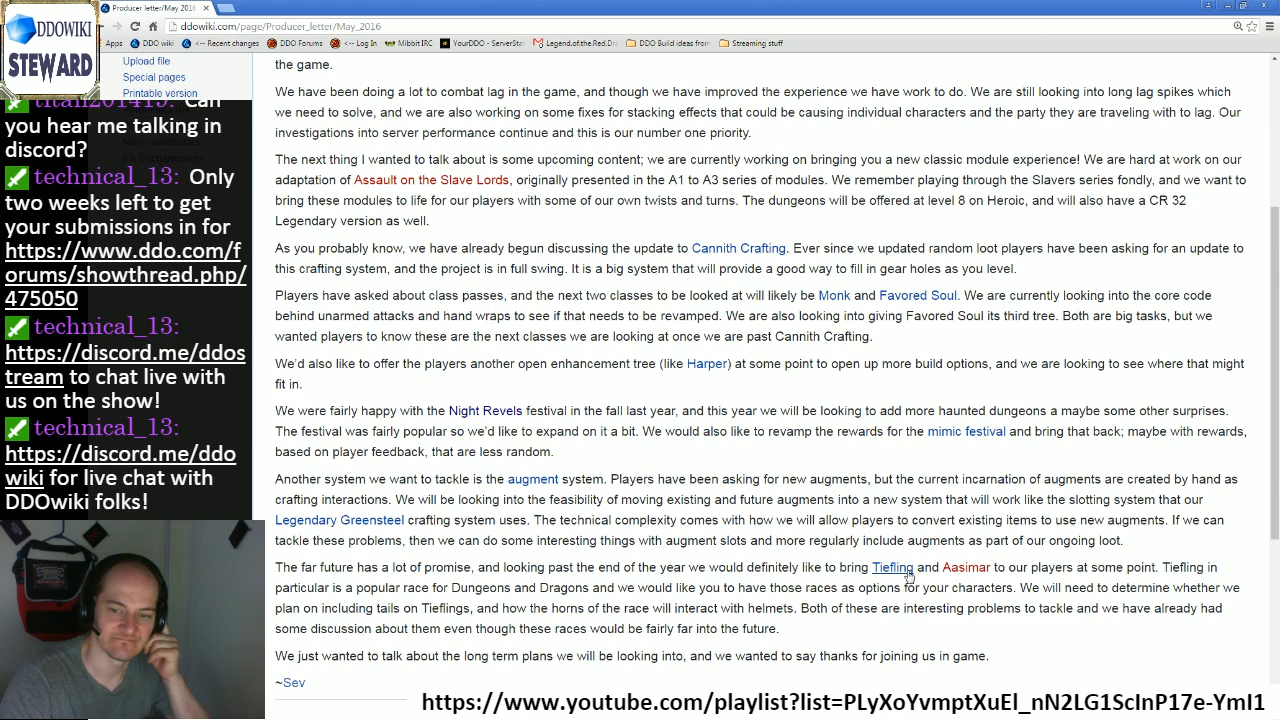 DDOWIKI
STEWARD
Producer_letter/May_2016
ddowiki.com/page/Producer_letter/May_2016
Apps
DDO wiki
<-- Recent changes
DDO Forums
<-- Log In
Mibbit IRC
YourDDO - ServerSta
Legend.of.the.Red.Dra
DDO Build ideas from
Streaming stuff
Upload file
Special pages
Printable version
titan201419: Can
you hear me talking in
discord?
technical_13: Only
two weeks left to get
your submissions in for
https://www.ddo.com/f
orums/showthread.php/
475050
technical_13:
https://discord.me/ddos
tream to chat live with
us on the show!
technical_13:
https://discord.me/ddo
wiki for live chat with
DDOwiki folks!
the game.
We have been doing a lot to combat lag in the game, and though we have improved the experience we have work to do. We are still looking into long lag spikes which
we need to solve, and we are also working on some fixes for stacking effects that could be causing individual characters and the party they are traveling with to lag. Our
investigations into server performance continue and this is our number one priority.
The next thing I wanted to talk about is some upcoming content; we are currently working on bringing you a new classic module experience! We are hard at work on our
adaptation of Assault on the Slave Lords, originally presented in the A1 to A3 series of modules. We remember playing through the Slavers series fondly, and we want to
bring these modules to life for our players with some of our own twists and turns. The dungeons will be offered at level 8 on Heroic, and will also have a CR 32
Legendary version as well.
As you probably know, we have already begun discussing the update to Cannith Crafting. Ever since we updated random loot players have been asking for an update to
this crafting system, and the project is in full swing. It is a big system that will provide a good way to fill in gear holes as you level.
Players have asked about class passes, and the next two classes to be looked at will likely be Monk and Favored Soul. We are currently looking into the core code
behind unarmed attacks and hand wraps to see if that needs to be revamped. We are also looking into giving Favored Soul its third tree. Both are big tasks, but we
wanted players to know these are the next classes we are looking at once we are past Cannith Crafting.
We'd also like to offer the players another open enhancement tree (like Harper) at some point to open up more build options, and we are looking to see where that might
fit in.
We were fairly happy with the Night Revels festival in the fall last year, and this year we will be looking to add more haunted dungeons a maybe some other surprises.
The festival was fairly popular so we'd like to expand on it a bit. We would also like to revamp the rewards for the mimic festival and bring that back; maybe with rewards,
based on player feedback, that are less random.
Another system we want to tackle is the augment system. Players have been asking for new augments, but the current incarnation of augments are created by hand as
crafting interactions. We will be looking into the feasibility of moving existing and future augments into a new system that will work like the slotting system that our
Legendary Greensteel crafting system uses. The technical complexity comes with how we will allow players to convert existing items to use new augments. If we can
tackle these problems, then we can do some interesting things with augment slots and more regularly include augments as part of our ongoing loot.
The far future has a lot of promise, and looking past the end of the year we would definitely like to bring Tiefling and Aasimar to our players at some point. Tiefling in
particular is a popular race for Dungeons and Dragons and we would like you to have those races as options for your characters. We will need to determine whether we
plan on including tails on Tieflings, and how the horns of the race will interact with helmets. Both of these are interesting problems to tackle and we have already had
some discussion about them even though these races would be fairly far into the future.
We just wanted to talk about the long term plans we will be looking into, and we wanted to say thanks for joining us in game.
~Sev
https://www.youtube.com/playlist?list=PLyXoYvmptXuEl_nN2LG1ScInP17e-YmI1